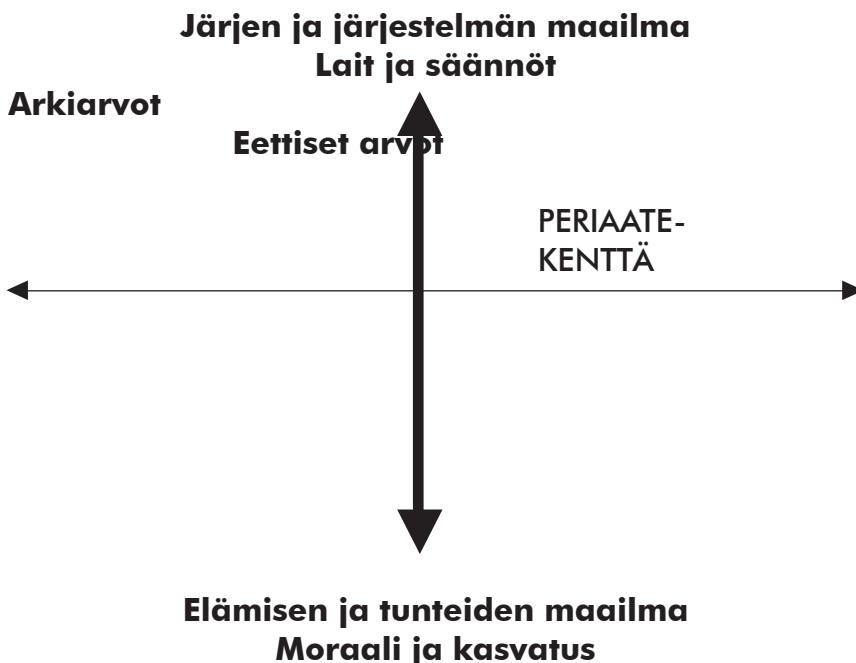 Järjen ja järjestelmän maailma
Lait ja säännöt
Arkiarvot
Eettiset arvot
PERIAATE-
KENTTÄ
Elämisen ja tunteiden maailma
Moraali ja kasvatus